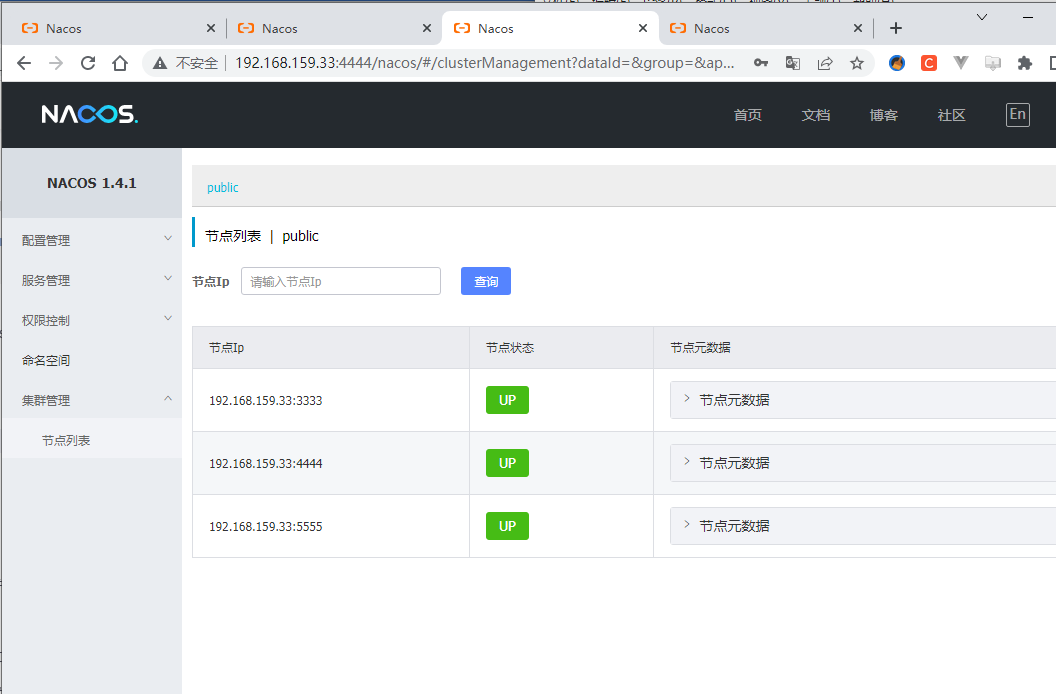 Nacos
Nacos
Nacos
Nacos
不安全
192.168.159.33:4444/nacos/#/clusterManagement?dataId=&group=&ap...
NACOS.
首页
文档
博客
社区
En
NACOS 1.4.1
配置管理
服务管理
权限控制
命名空间
集群管理
节点列表
public
节点列表 | public
节点Ip
请输入节点Ip
查询
节点Ip
节点状态
节点元数据
192.168.159.33:3333
UP
节点元数据
192.168.159.33:4444
UP
节点元数据
192.168.159.33:5555
UP
节点元数据